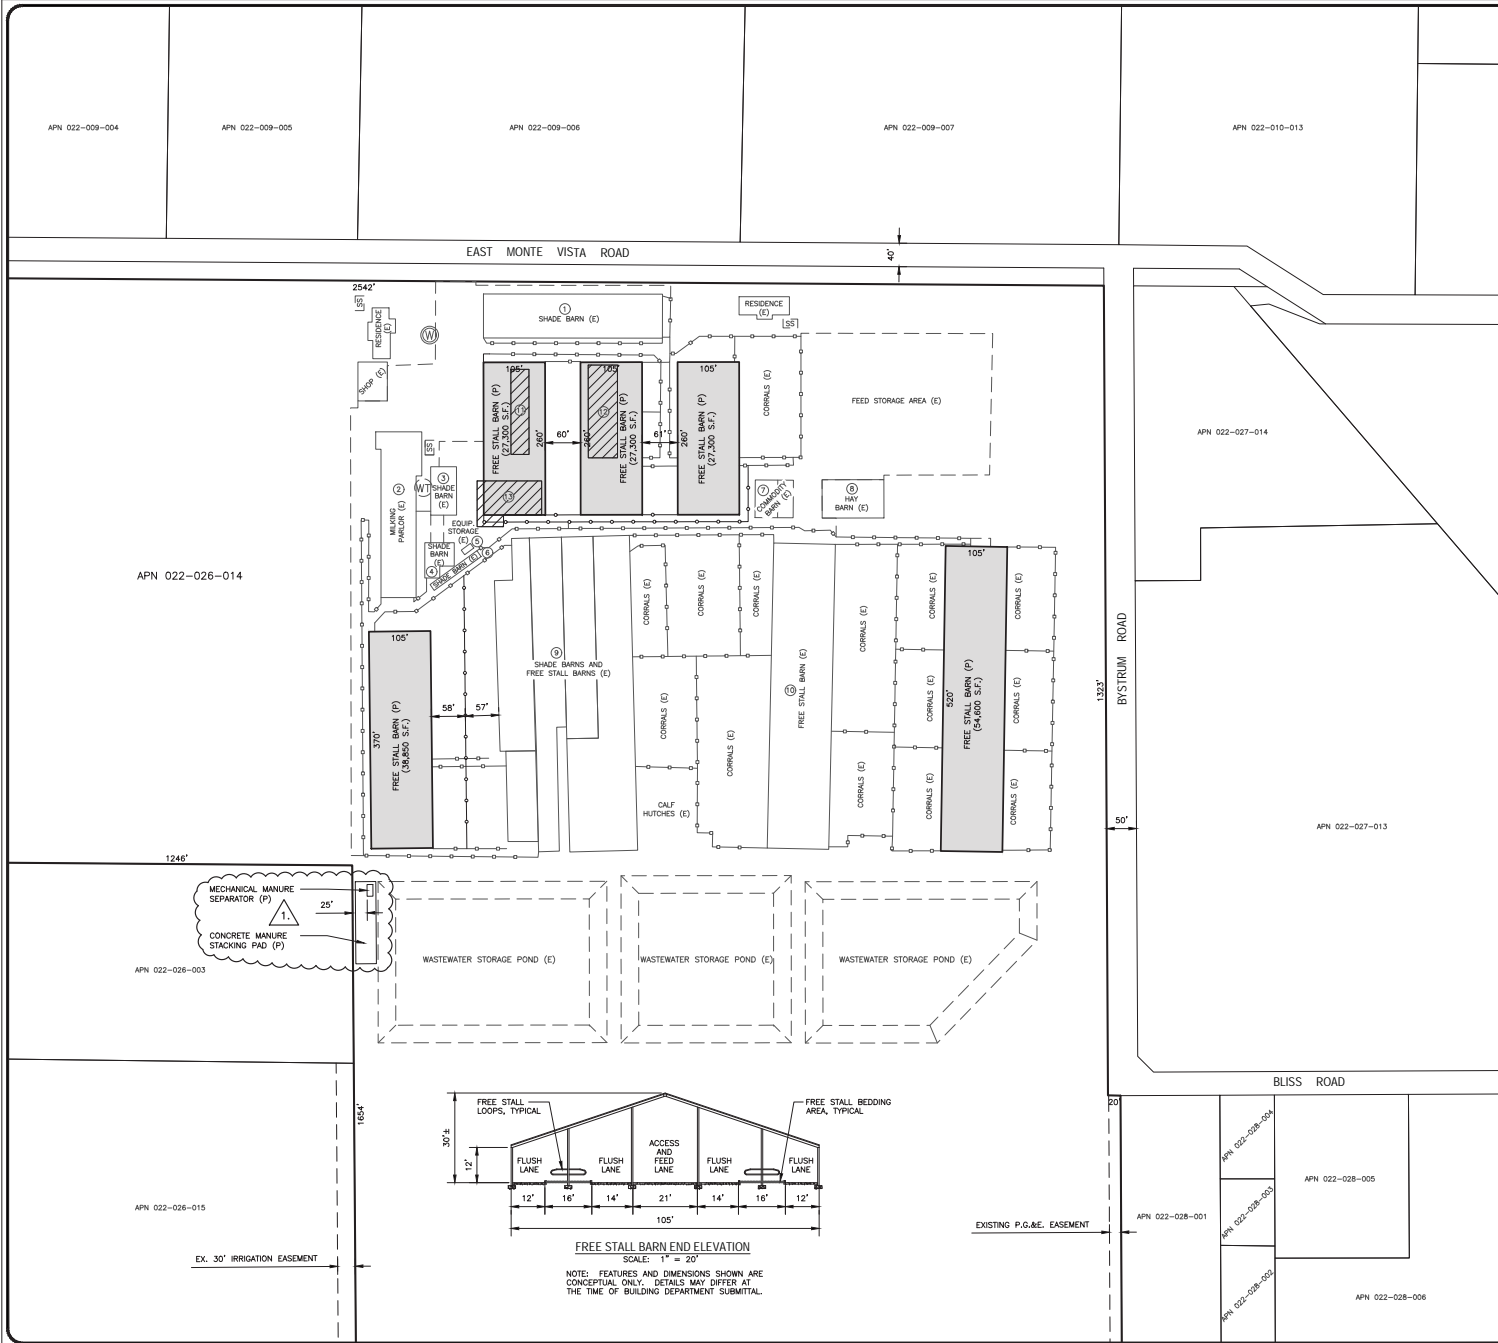 APN 022-009-004
APN 022-009-005
APN 022-009-006
APN 022-009-007
APN 022-010-013
EAST MONTE VISTA ROAD
40'
2542'
SS
RESIDENCE
(E)
W
SHOP (E)
1
SHADE BARN (E)
RESIDENCE
(E)
SS
105'
FREE STALL BARN (P)
(27,300 S.F.)
11
260'
60'
105'
12
260'
FREE STALL BARN (P)
(27,300 S.F.)
61'
105'
260'
FREE STALL BARN (P)
(27,300 S.F.)
CORRALS (E)
FEED STORAGE AREA (E)
APN 022-027-014
SS
2
MILKING
PARLOR (E)
WT
3
SHADE
BARN
(E)
13
7
COMMODITY
BARN (E)
8
HAY
BARN (E)
EQUIP.
STORAGE
(E)
5
6
SHADE
BARN
(E)
4
SHADE BARN (E)
APN 022-026-014
105'
370'
FREE STALL BARN (P)
(38,850 S.F.)
58'
57'
9
SHADE BARNS AND
FREE STALL BARNS (E)
CORRALS (E)
CORRALS (E)
CORRALS (E)
CORRALS (E)
CORRALS (E)
CALF
HUTCHES (E)
10
FREE STALL BARN (E)
CORRALS (E)
CORRALS (E)
CORRALS (E)
CORRALS (E)
CORRALS (E)
105'
520'
FREE STALL BARN (P)
(54,600 S.F.)
CORRALS (E)
CORRALS (E)
CORRALS (E)
1323'
BYSTRUM ROAD
50'
APN 022-027-013
1246'
MECHANICAL MANURE
SEPARATOR (P)
1.
25'
CONCRETE MANURE
STACKING PAD (P)
APN 022-026-003
WASTEWATER STORAGE POND (E)
WASTEWATER STORAGE POND (E)
WASTEWATER STORAGE POND (E)
BLISS ROAD
1654'
20'
FREE STALL
LOOPS, TYPICAL
FREE STALL BEDDING
AREA, TYPICAL
30'±
12'
FLUSH
LANE
FLUSH
LANE
ACCESS
AND
FEED
LANE
FLUSH
LANE
FLUSH
LANE
12'
16'
14'
21'
14'
16'
12'
105'
FREE STALL BARN END ELEVATION
SCALE: 1" = 20'
NOTE: FEATURES AND DIMENSIONS SHOWN ARE
CONCEPTUAL ONLY. DETAILS MAY DIFFER AT
THE TIME OF BUILDING DEPARTMENT SUBMITTAL.
APN 022-026-015
EX. 30' IRRIGATION EASEMENT
EXISTING P.G.&E. EASEMENT
APN 022-028-001
APN 022-028-004
APN 022-028-003
APN 022-028-002
APN 022-028-005
APN 022-028-006